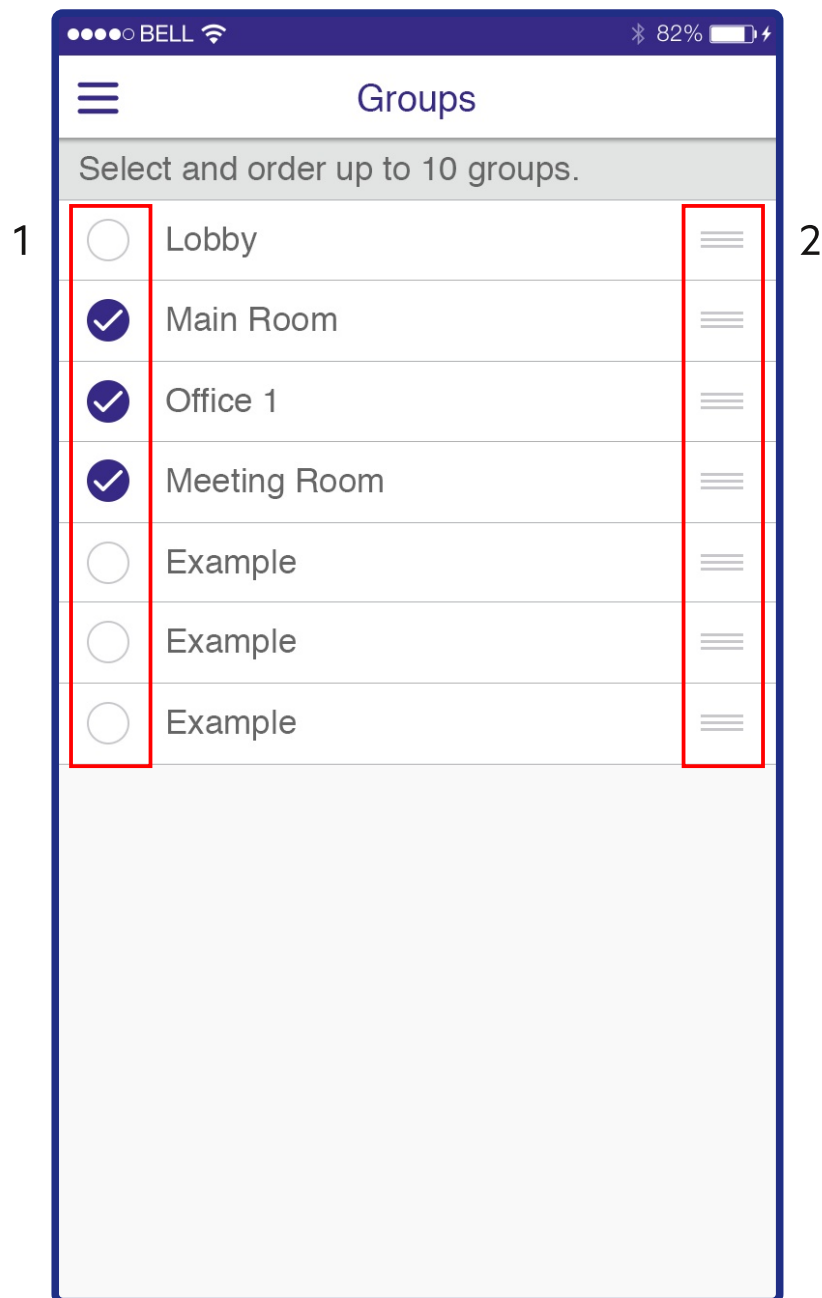 BELL 82%
Groups
Select and order up to 10 groups.
1 Lobby 2
Main Room
Office 1
Meeting Room
Example
Example
Example